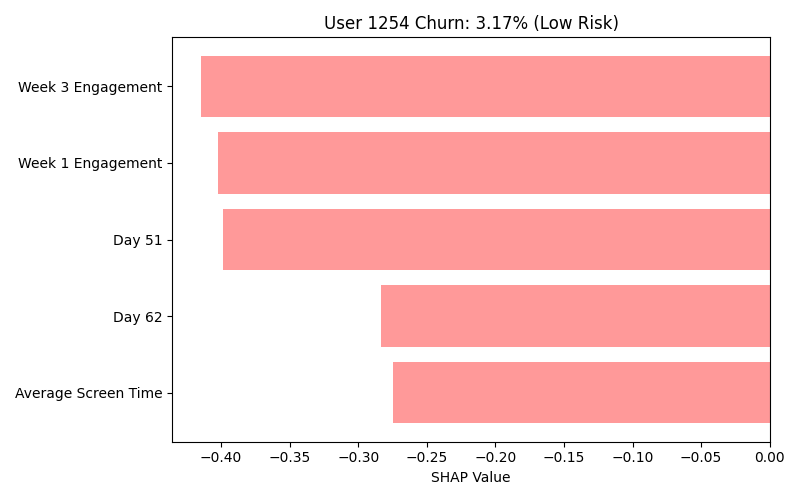 User 1254 Churn: 3.17% (Low Risk)
Week 3 Engagement
Week 1 Engagement
Day 51
Day 62
Average Screen Time
−0.40 −0.35 −0.30 −0.25 −0.20 −0.15 −0.10 −0.05 0.00
SHAP Value